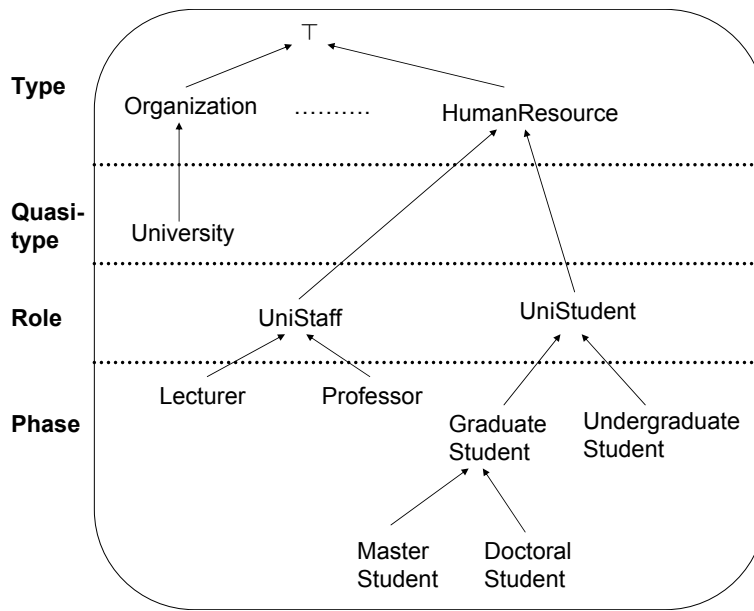 ⊤
Type
Organization
..........
HumanResource
Quasi-
type
University
Role
UniStaff
UniStudent
Phase
Lecturer
Professor
Graduate
Student
Undergraduate
Student
Master
Student
Doctoral
Student